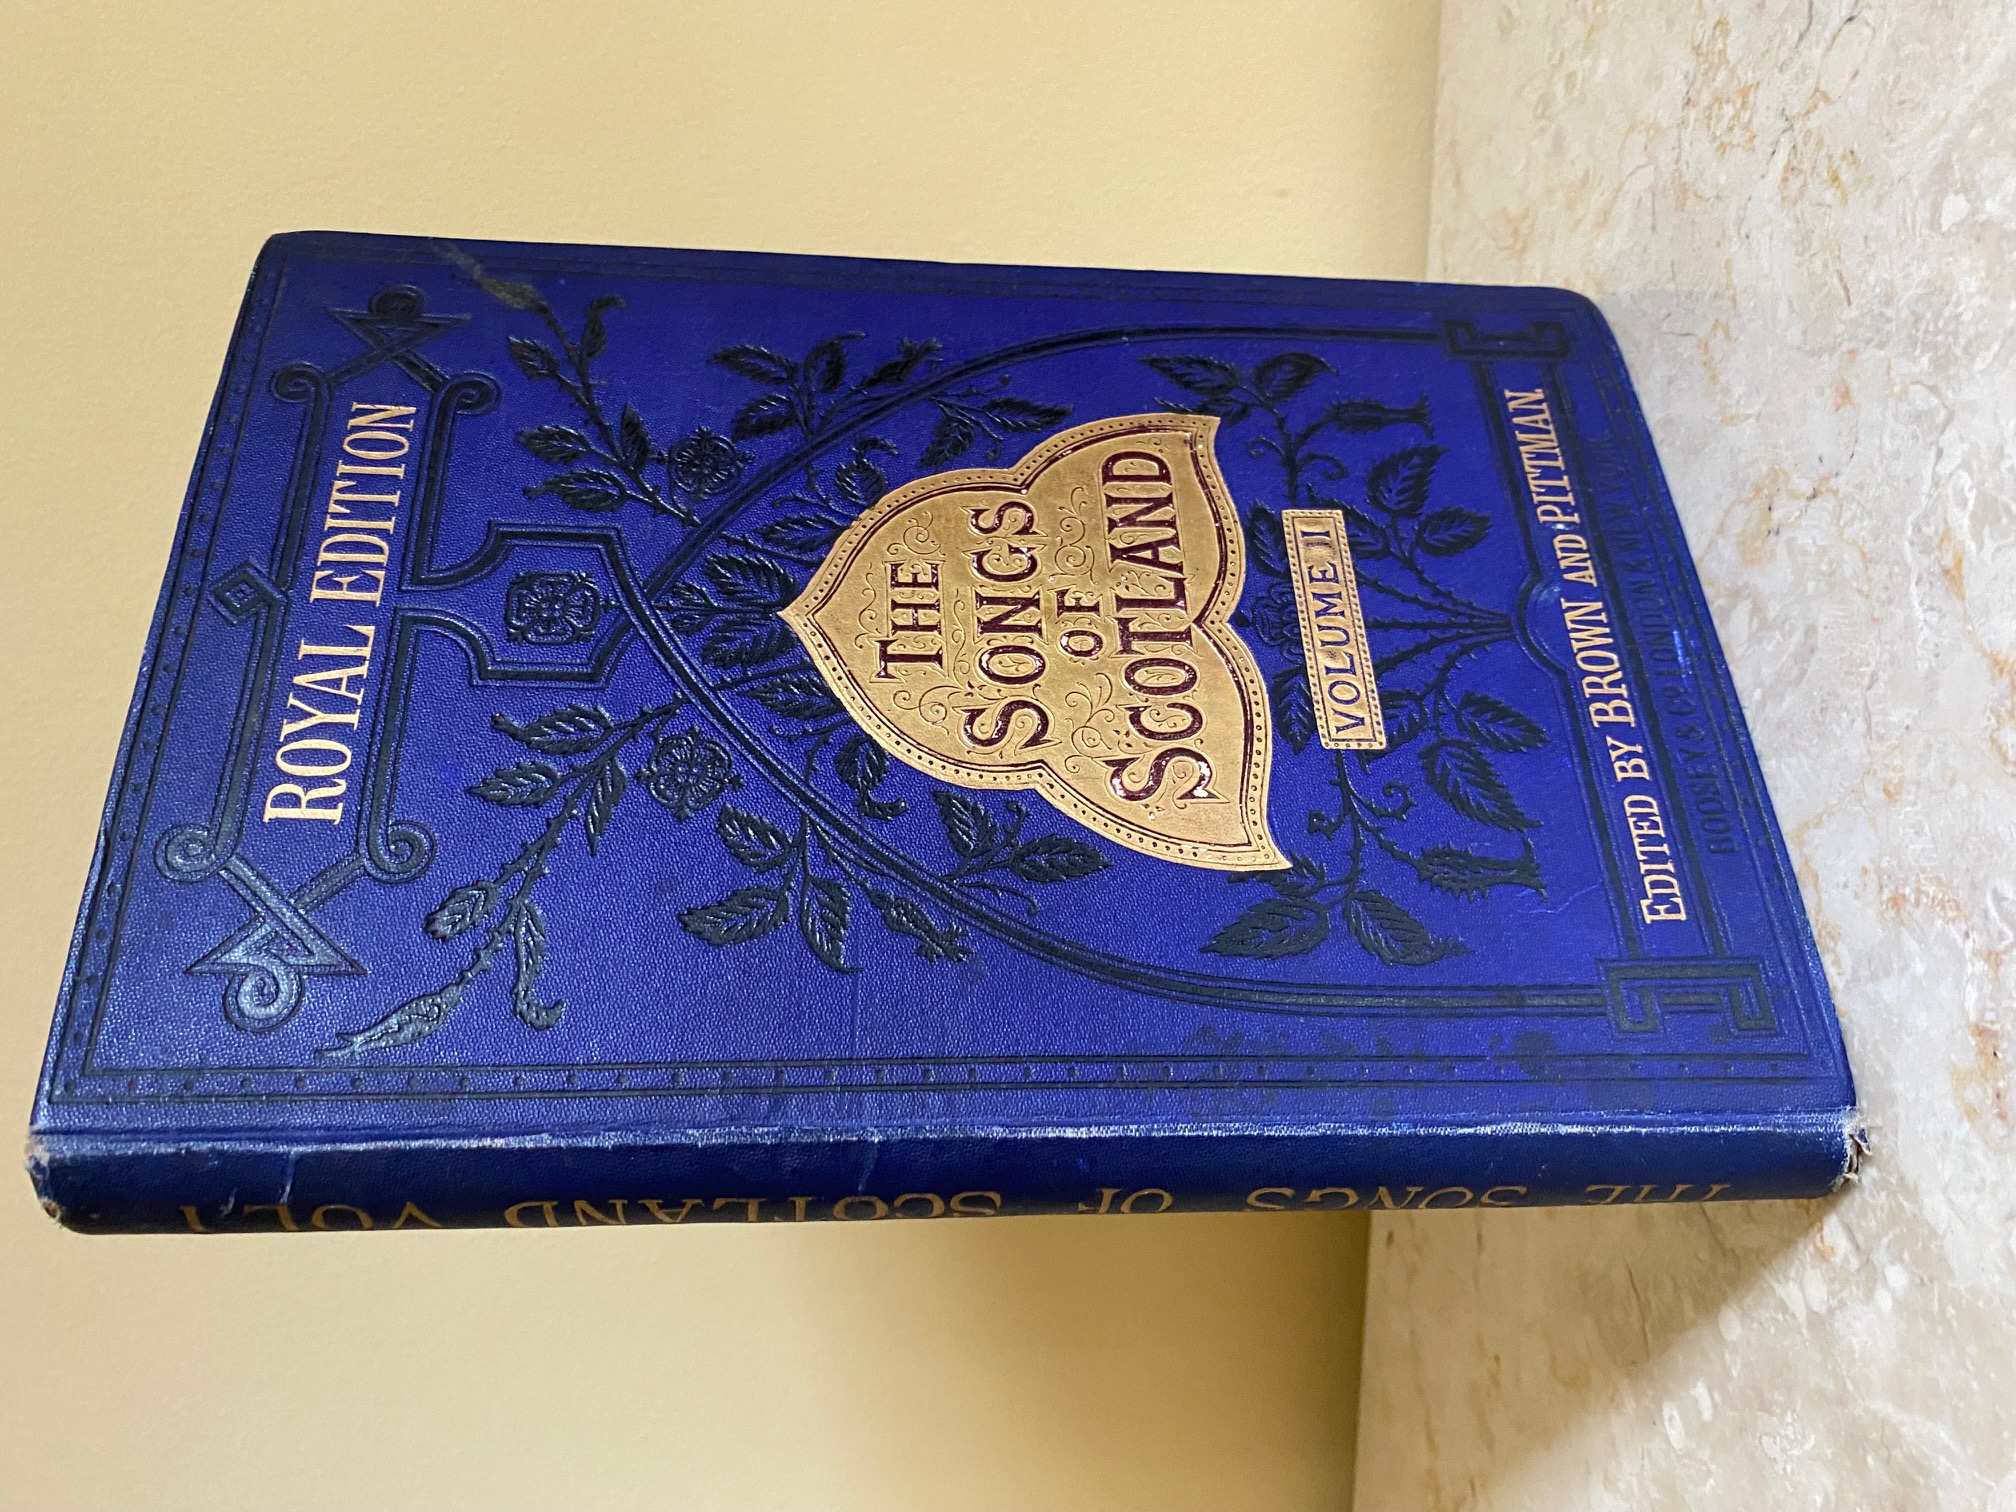 ROYAL EDITION
THE
SONGS
OF
SCOTLAND
VOLUME II
EDITED BY BROWN AND PITTMAN.
BOOSEY & CO, LONDON & NEW YORK
THE SONGS OF SCOTLAND VOL